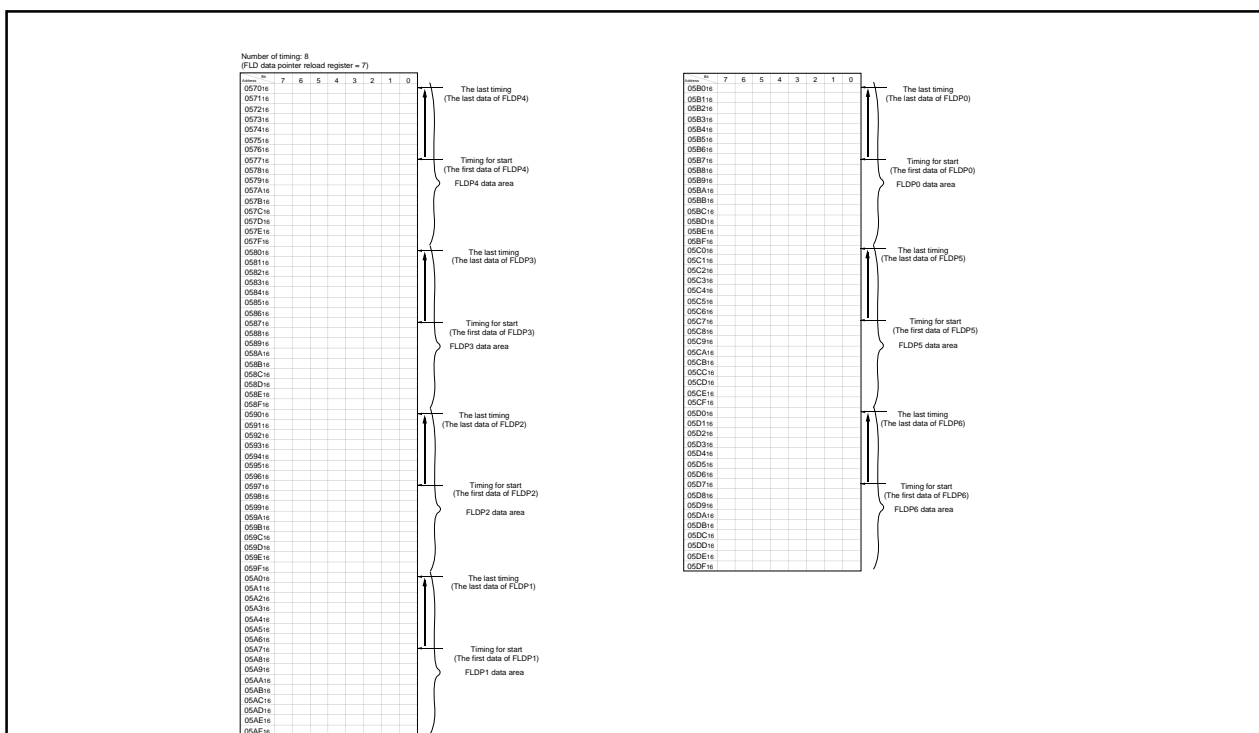 Number of timing: 8
(FLD data pointer reload register = 7)
Bit
Address 7 6 5 4 3 2 1 0
057016
057116
057216
057316
057416
057516
057616
057716
057816
057916
057A16
057B16
057C16
057D16
057E16
057F16
058016
058116
058216
058316
058416
058516
058616
058716
058816
058916
058A16
058B16
058C16
058D16
058E16
058F16
059016
059116
059216
059316
059416
059516
059616
059716
059816
059916
059A16
059B16
059C16
059D16
059E16
059F16
05A016
05A116
05A216
05A316
05A416
05A516
05A616
05A716
05A816
05A916
05AA16
05AB16
05AC16
05AD16
05AE16
05AF16
The last timing
(The last data of FLDP4)
Timing for start
(The first data of FLDP4)
FLDP4 data area
The last timing
(The last data of FLDP3)
Timing for start
(The first data of FLDP3)
FLDP3 data area
The last timing
(The last data of FLDP2)
Timing for start
(The first data of FLDP2)
FLDP2 data area
The last timing
(The last data of FLDP1)
Timing for start
(The first data of FLDP1)
FLDP1 data area
Bit
Address 7 6 5 4 3 2 1 0
05B016
05B116
05B216
05B316
05B416
05B516
05B616
05B716
05B816
05B916
05BA16
05BB16
05BC16
05BD16
05BE16
05BF16
05C016
05C116
05C216
05C316
05C416
05C516
05C616
05C716
05C816
05C916
05CA16
05CB16
05CC16
05CD16
05CE16
05CF16
05D016
05D116
05D216
05D316
05D416
05D516
05D616
05D716
05D816
05D916
05DA16
05DB16
05DC16
05DD16
05DE16
05DF16
The last timing
(The last data of FLDP0)
Timing for start
(The first data of FLDP0)
FLDP0 data area
The last timing
(The last data of FLDP5)
Timing for start
(The first data of FLDP5)
FLDP5 data area
The last timing
(The last data of FLDP6)
Timing for start
(The first data of FLDP6)
FLDP6 data area